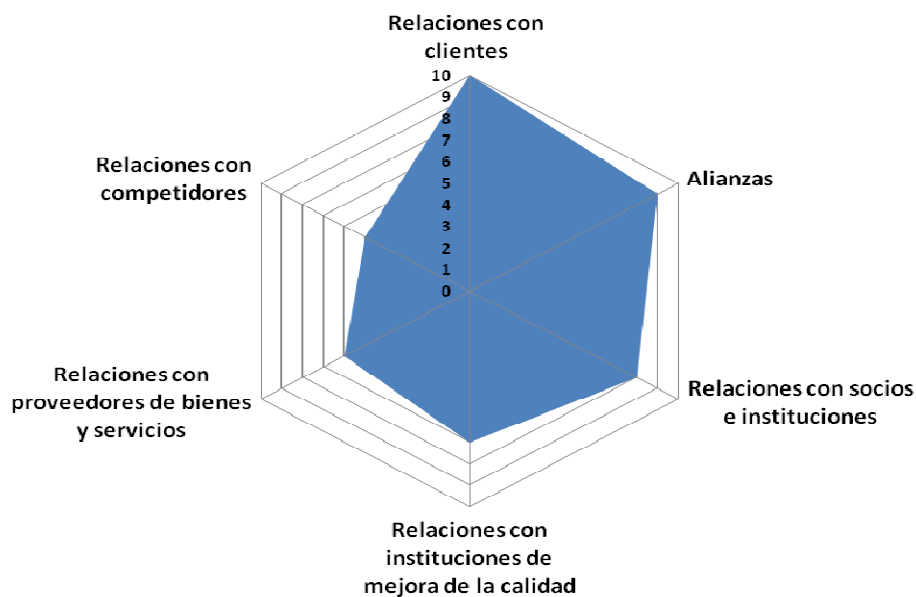 Relaciones con
clientes
10
9
8
7
6
5
4
3
2
1
0
Alianzas
Relaciones con socios
e instituciones
Relaciones con
instituciones de
mejora de la calidad
Relaciones con
proveedores de bienes
y servicios
Relaciones con
competidores